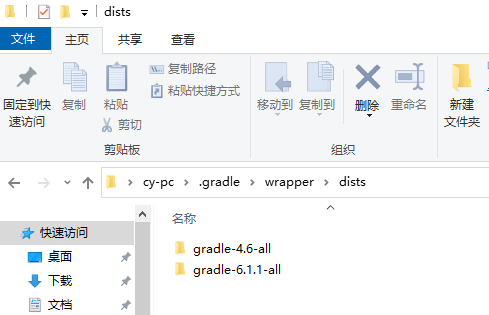 dists
文件
主页
共享
查看
固定到快速访问
复制
粘贴
复制路径
粘贴快捷方式
剪切
剪贴板
移动到
复制到
删除
重命名
组织
新建
文件夹
cy-pc
.gradle
wrapper
dists
快速访问
桌面
下载
文档
名称
gradle-4.6-all
gradle-6.1.1-all